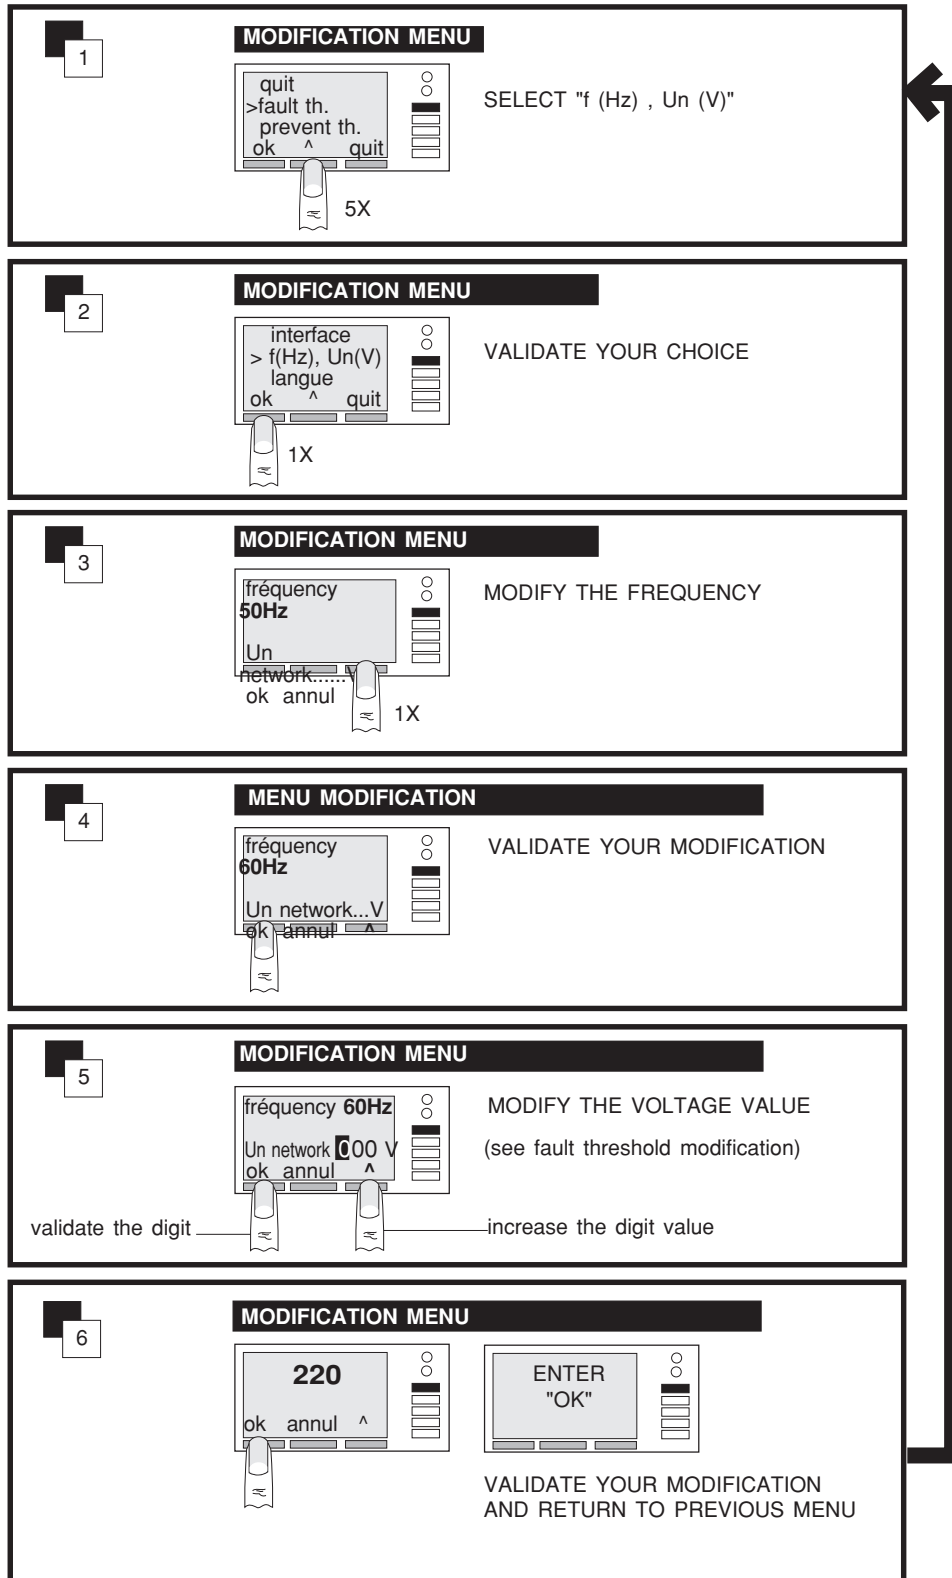 1
MODIFICATION MENU
quit
>fault th.
prevent th.
ok ^ quit
5X
SELECT "f (Hz) , Un (V)"
2
MODIFICATION MENU
interface
> f(Hz), Un(V)
langue
ok ^ quit
1X
VALIDATE YOUR CHOICE
3
MODIFICATION MENU
fréquency
50Hz
Un
network......V
ok annul
1X
MODIFY THE FREQUENCY
4
MENU MODIFICATION
fréquency
60Hz
Un network...V
ok annul ^
VALIDATE YOUR MODIFICATION
5
MODIFICATION MENU
fréquency 60Hz
Un network 000 V
ok annul ^
MODIFY THE VOLTAGE VALUE
(see fault threshold modification)
validate the digit
increase the digit value
6
MODIFICATION MENU
220
ok annul ^
ENTER
"OK"
VALIDATE YOUR MODIFICATION
AND RETURN TO PREVIOUS MENU